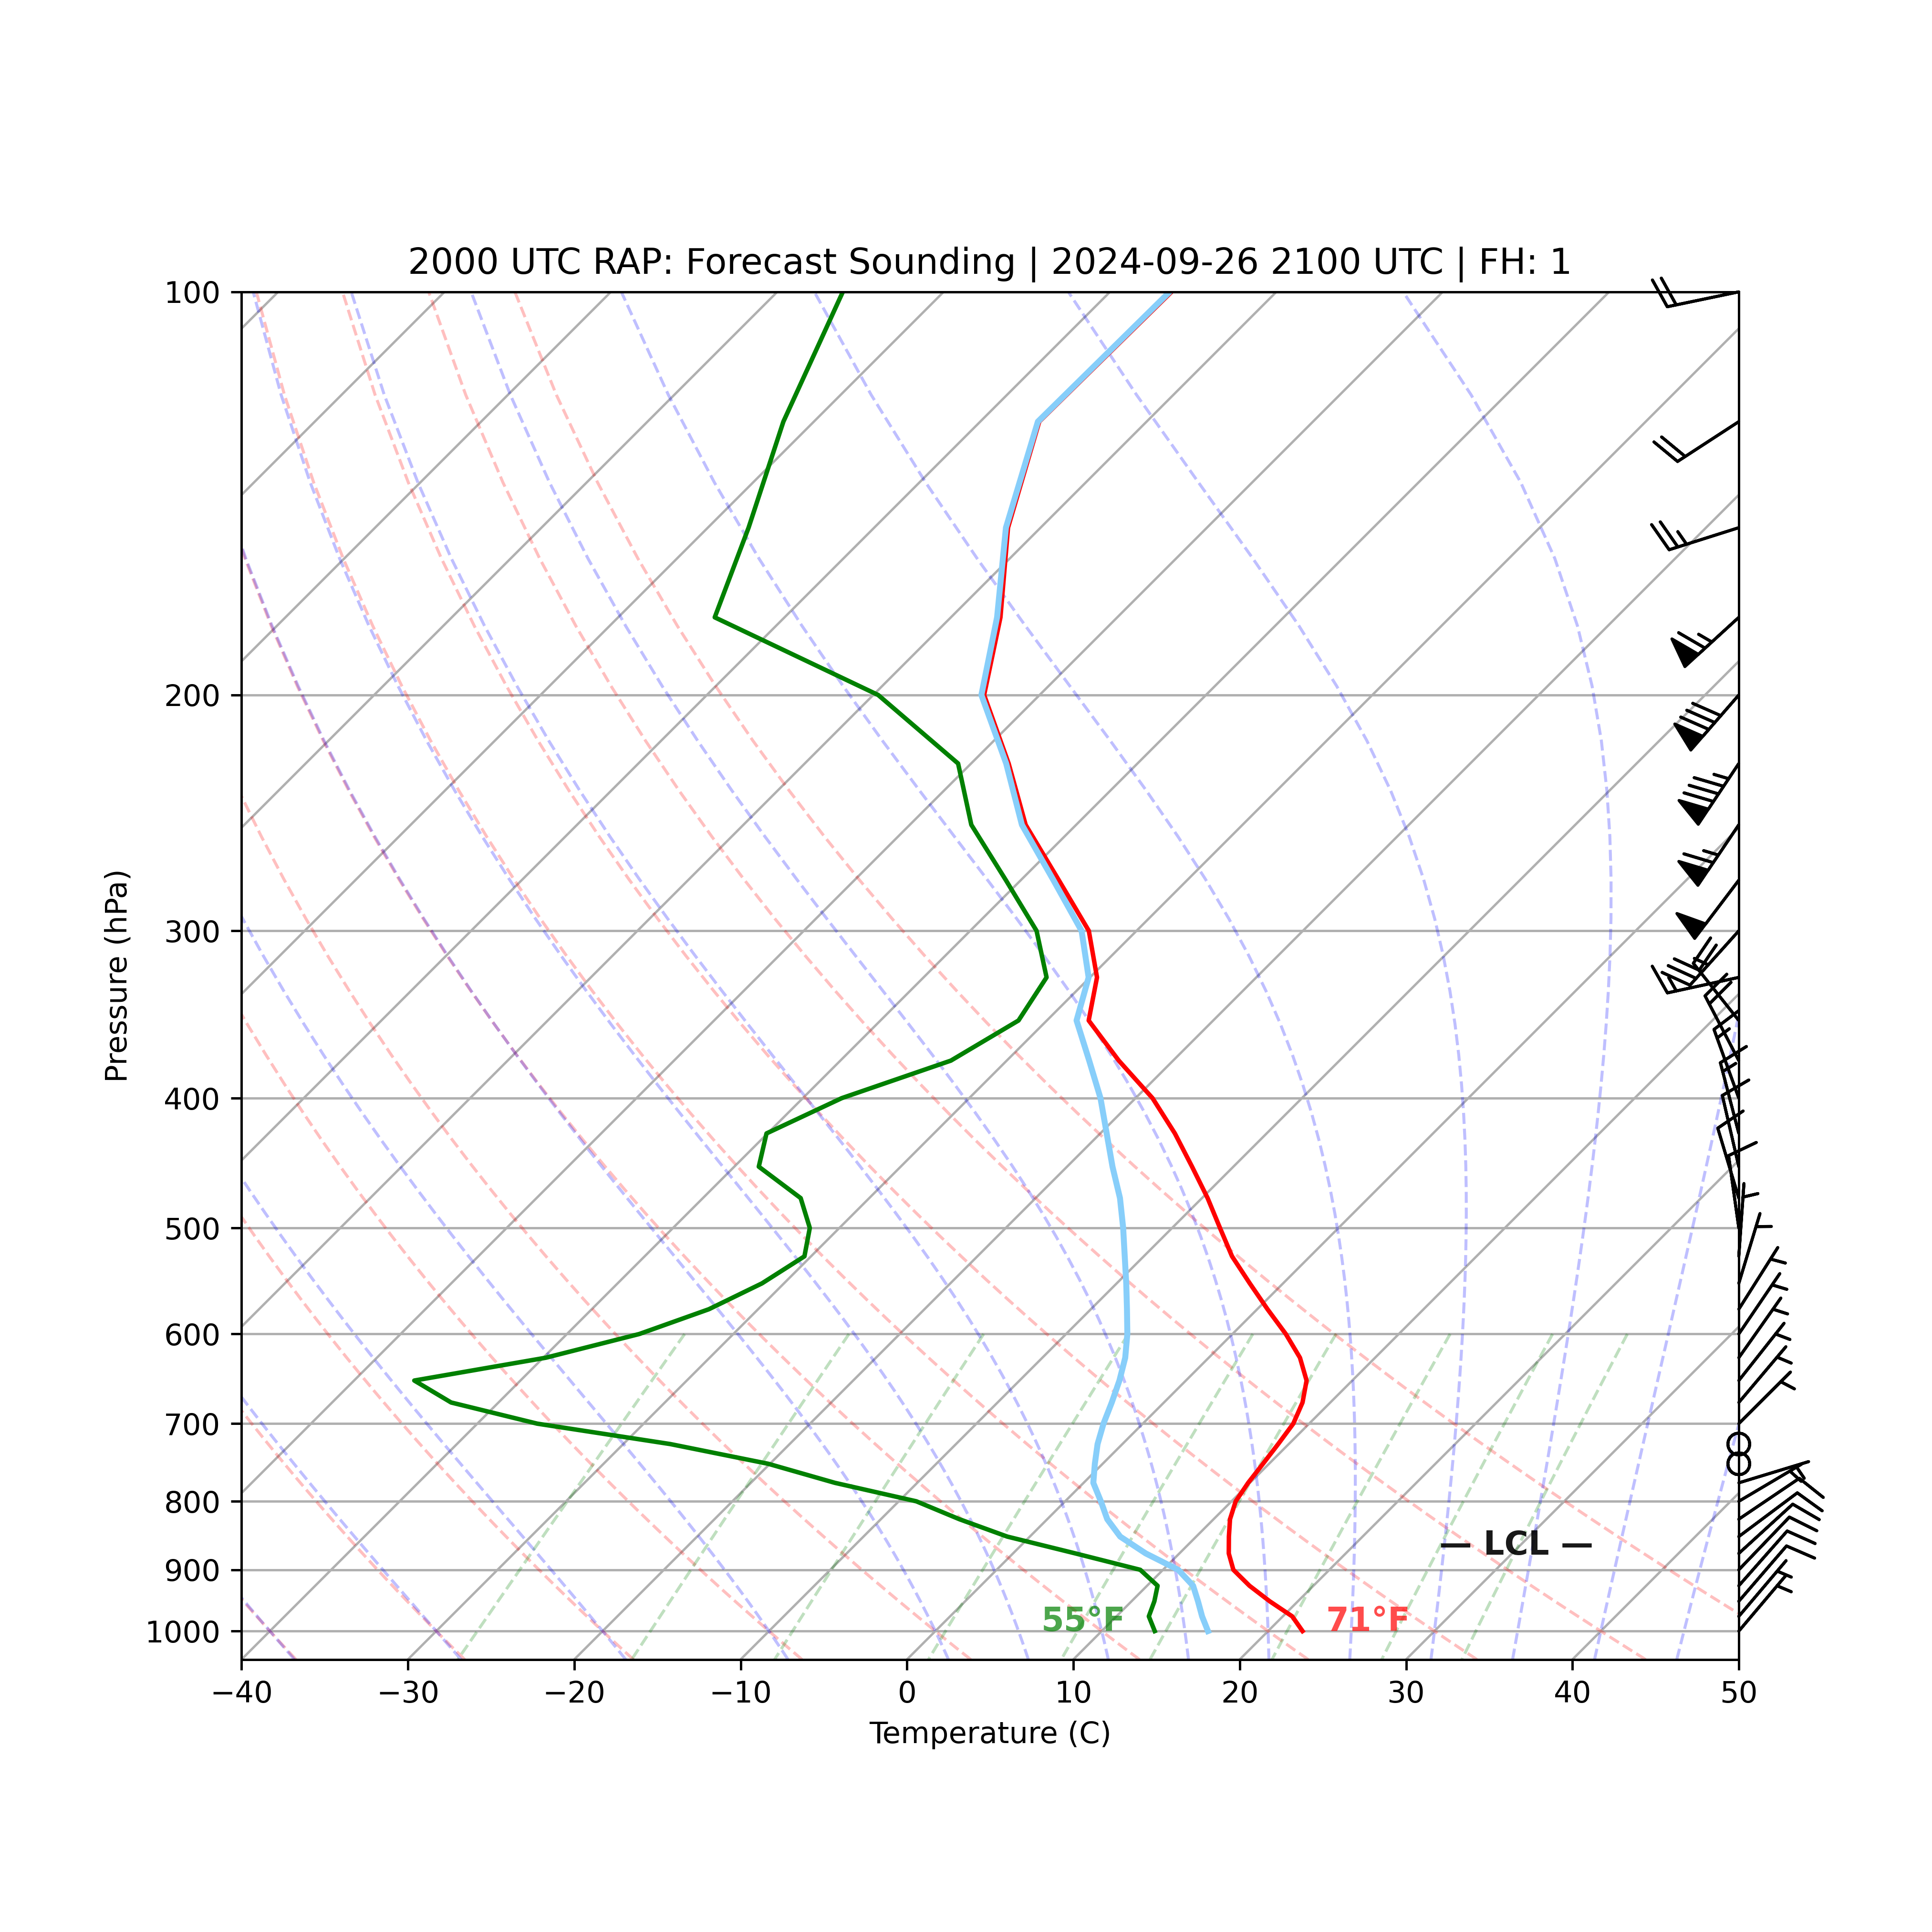 2000 UTC RAP: Forecast Sounding | 2024-09-26 2100 UTC | FH: 1
100
200
300
400
500
600
700
800
900
1000
Pressure (hPa)
— LCL —
55°F
71°F
−40 −30 −20 −10 0 10 20 30 40 50
Temperature (C)